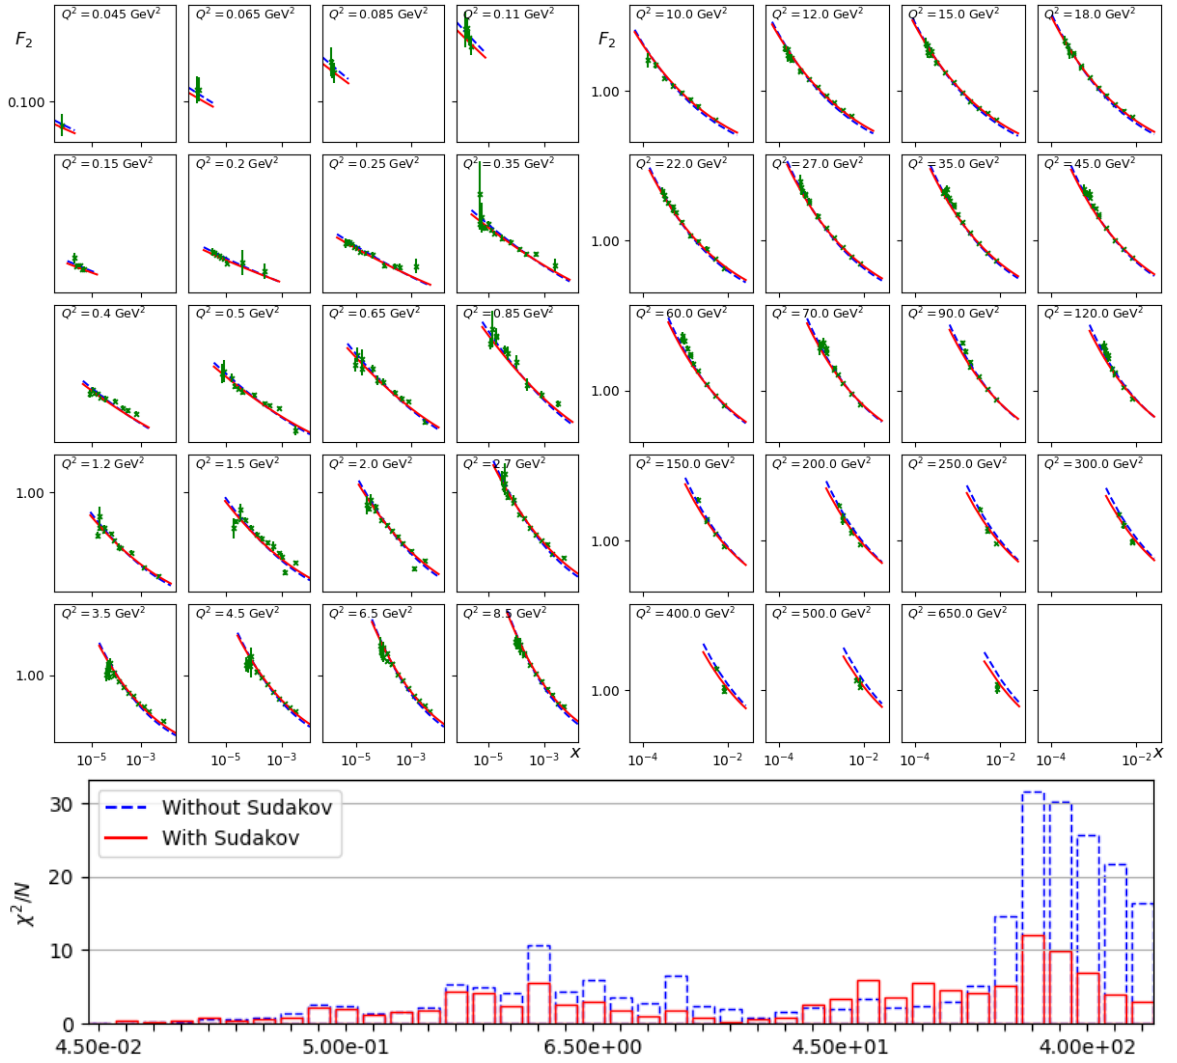 Q² = 0.045 GeV² Q² = 0.065 GeV² Q² = 0.085 GeV² Q² = 0.11 GeV² Q² = 10.0 GeV² Q² = 12.0 GeV² Q² = 15.0 GeV² Q² = 18.0 GeV²
F₂ F₂
0.100 1.00
Q² = 0.15 GeV² Q² = 0.2 GeV² Q² = 0.25 GeV² Q² = 0.35 GeV² Q² = 22.0 GeV² Q² = 27.0 GeV² Q² = 35.0 GeV² Q² = 45.0 GeV²
1.00
Q² = 0.4 GeV² Q² = 0.5 GeV² Q² = 0.65 GeV² Q² = 0.85 GeV² Q² = 60.0 GeV² Q² = 70.0 GeV² Q² = 90.0 GeV² Q² = 120.0 GeV²
1.00
Q² = 1.2 GeV² Q² = 1.5 GeV² Q² = 2.0 GeV² Q² = 2.7 GeV² Q² = 150.0 GeV² Q² = 200.0 GeV² Q² = 250.0 GeV² Q² = 300.0 GeV²
1.00 1.00
Q² = 3.5 GeV² Q² = 4.5 GeV² Q² = 6.5 GeV² Q² = 8.5 GeV² Q² = 400.0 GeV² Q² = 500.0 GeV² Q² = 650.0 GeV²
1.00 1.00
10⁻⁵ 10⁻³ 10⁻⁵ 10⁻³ 10⁻⁵ 10⁻³ 10⁻⁵ 10⁻³ x 10⁻⁴ 10⁻² 10⁻⁴ 10⁻² 10⁻⁴ 10⁻² 10⁻⁴ 10⁻² x
30
20
10
0
χ²/N
Without Sudakov
With Sudakov
4.50e-02 5.00e-01 6.50e+00 4.50e+01 4.00e+02